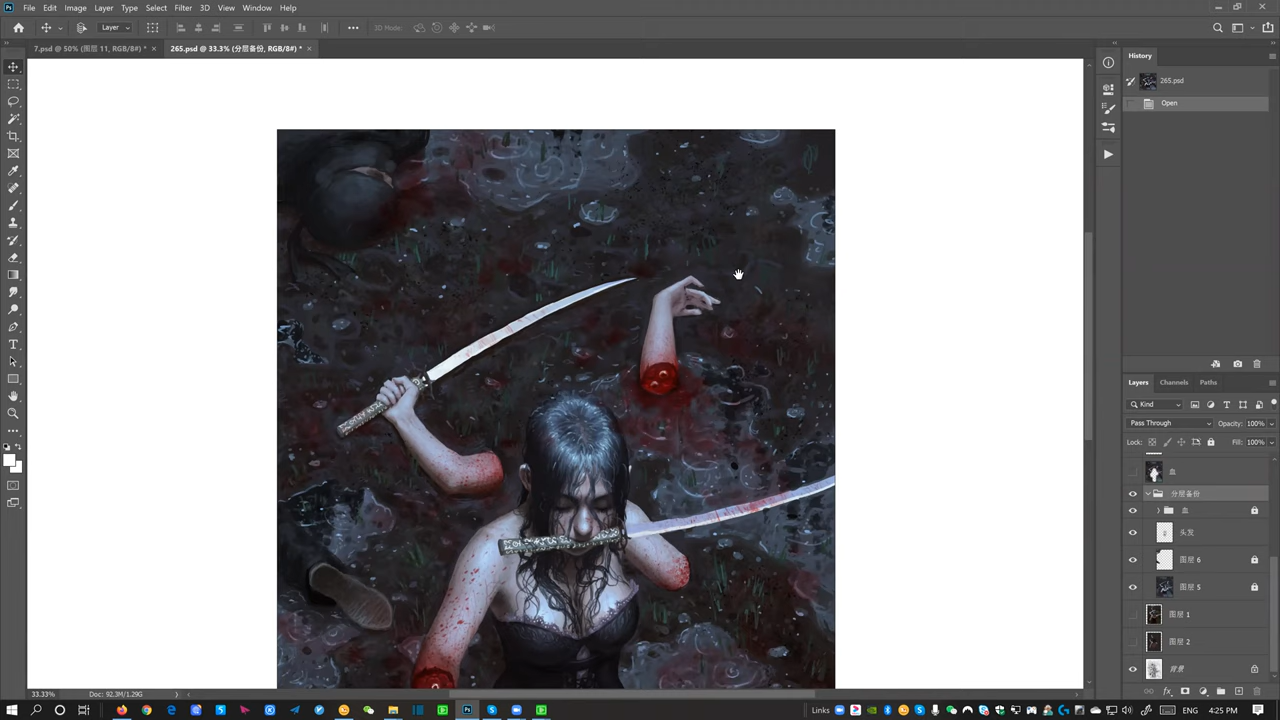 File Edit Image Layer Type Select Filter 3D View Window Help
Layer 3D Mode:
7.psd @ 50% (图层 11, RGB/8#) * × 265.psd @ 33.3% (分层备份, RGB/8#) * ×
History
265.psd
Open
Layers Channels Paths
Kind
Pass Through Opacity: 100%
Lock: Fill: 100%
血
分层备份
血
头发
图层 6
图层 5
图层 1
图层 2
背景
33.33% Doc: 92.3M/1.29G
Links ENG 4:25 PM